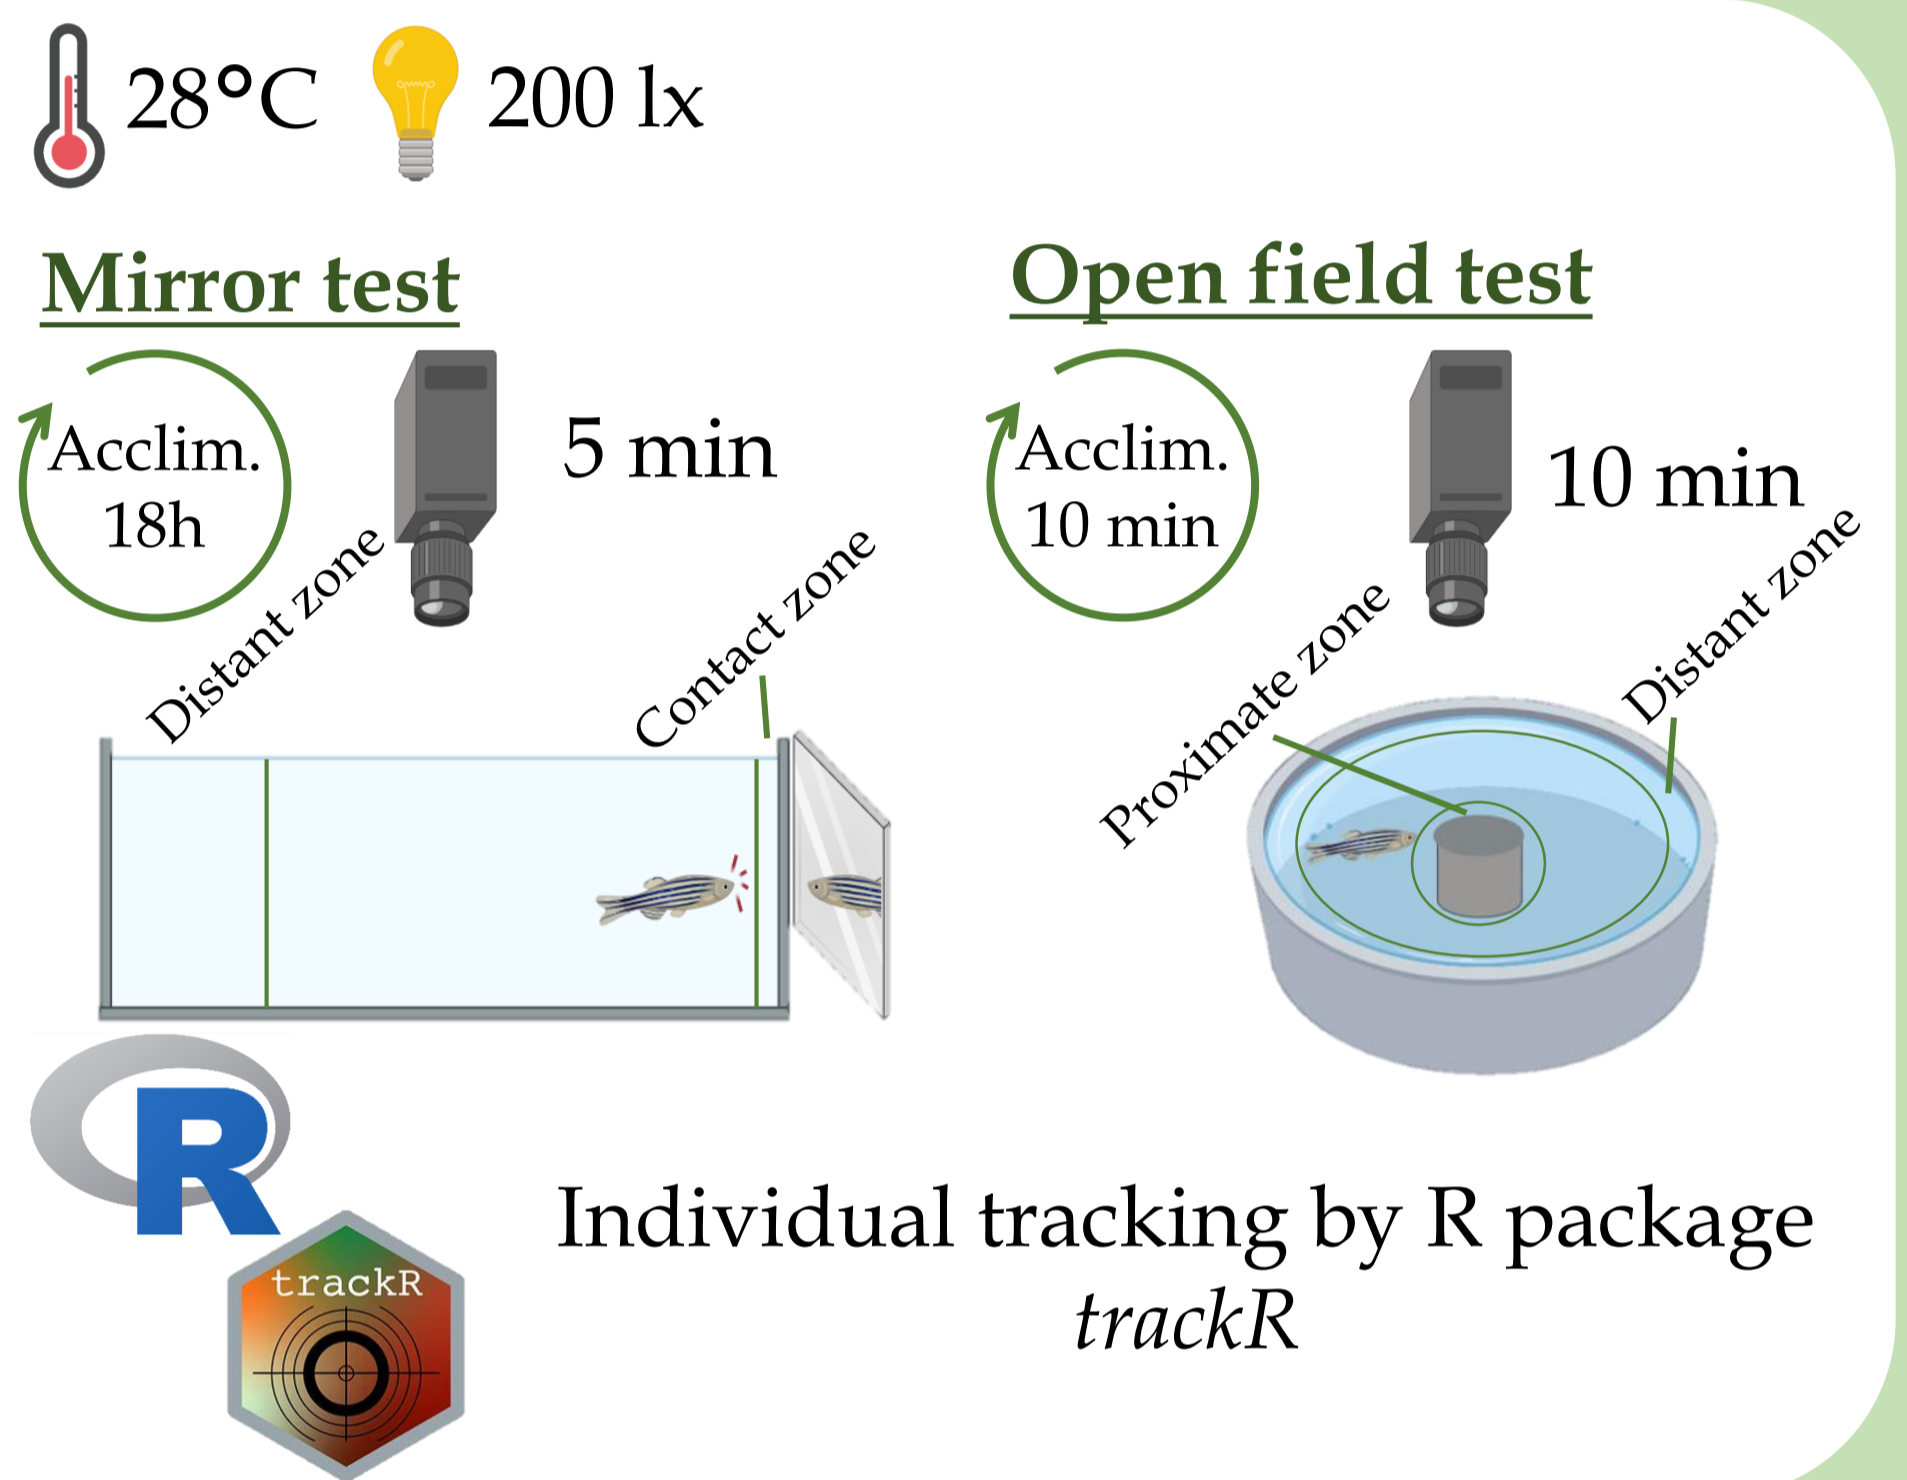 28°C
200 lx
Mirror test
Acclim.
18h
5 min
Distant zone
Contact zone
Open field test
Acclim.
10 min
10 min
Proximate zone
Distant zone
R
trackR
Individual tracking by R package
trackR